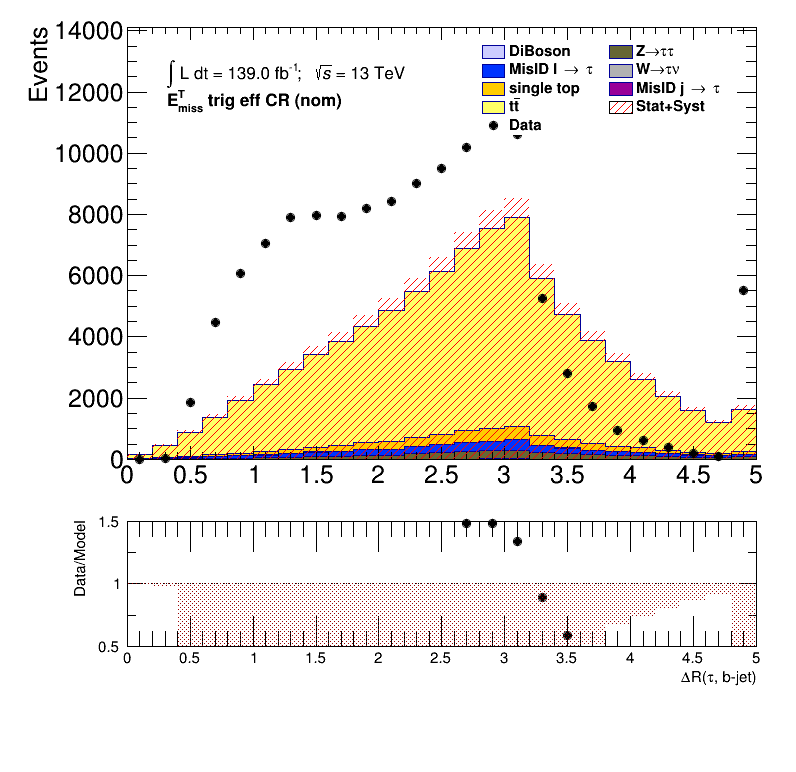 Events
14000
12000
10000
8000
6000
4000
2000
0
∫ L dt = 139.0 fb⁻¹; √s = 13 TeV
E^T_miss trig eff CR (nom)
DiBoson
MisID l → τ
single top
tt̄
Data
Z→ττ
W→τν
MisID j → τ
Stat+Syst
0 0.5 1 1.5 2 2.5 3 3.5 4 4.5 5
Data/Model
1.5
1
0.5
0 0.5 1 1.5 2 2.5 3 3.5 4 4.5 5
ΔR(τ, b-jet)